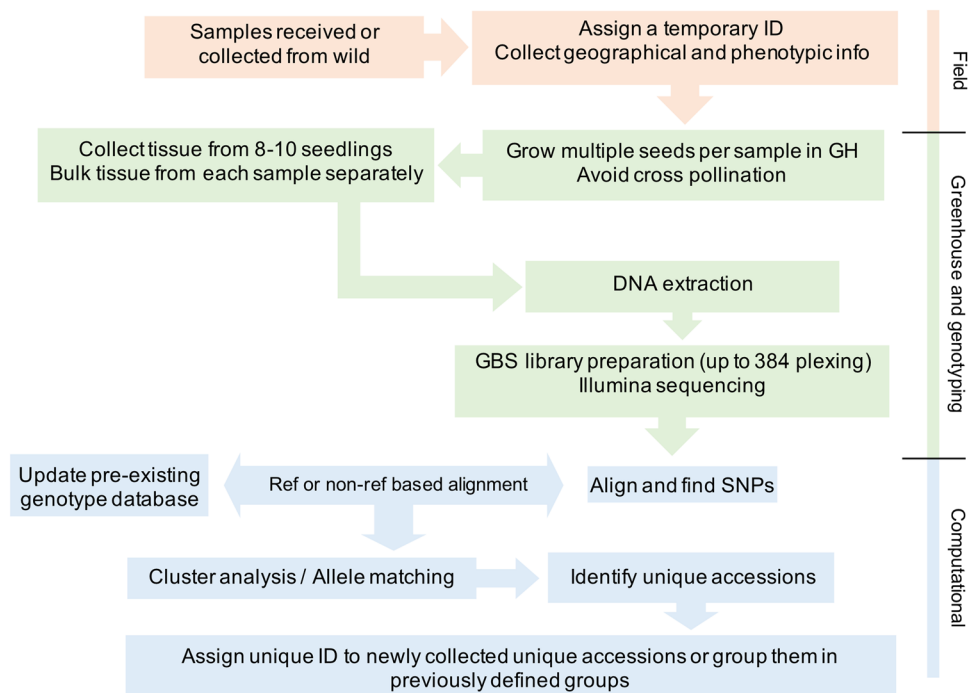 Samples received or
collected from wild
Assign a temporary ID
Collect geographical and phenotypic info
Field
Collect tissue from 8-10 seedlings
Bulk tissue from each sample separately
Grow multiple seeds per sample in GH
Avoid cross pollination
DNA extraction
GBS library preparation (up to 384 plexing)
Illumina sequencing
Greenhouse and genotyping
Update pre-existing
genotype database
Ref or non-ref based alignment
Align and find SNPs
Cluster analysis / Allele matching
Identify unique accessions
Assign unique ID to newly collected unique accessions or group them in
previously defined groups
Computational